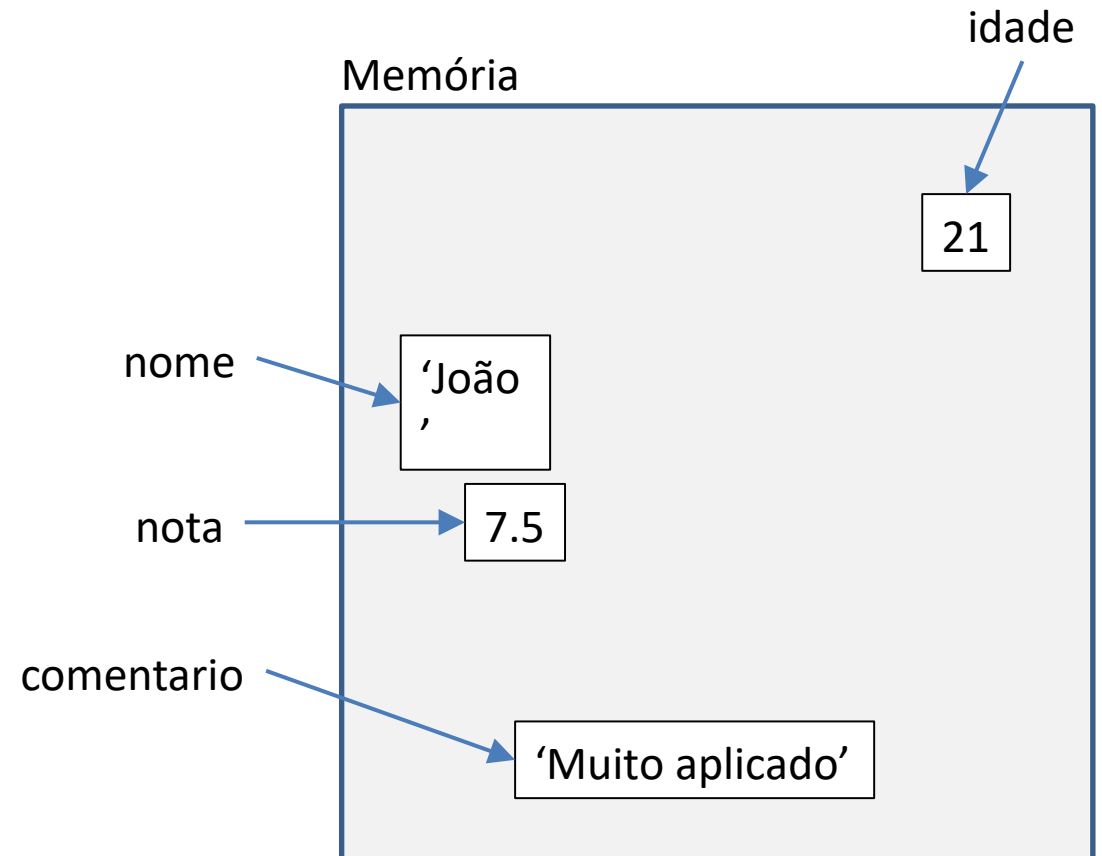 idade
Memória
21
nome
‘João
’
nota
7.5
comentario
‘Muito aplicado’